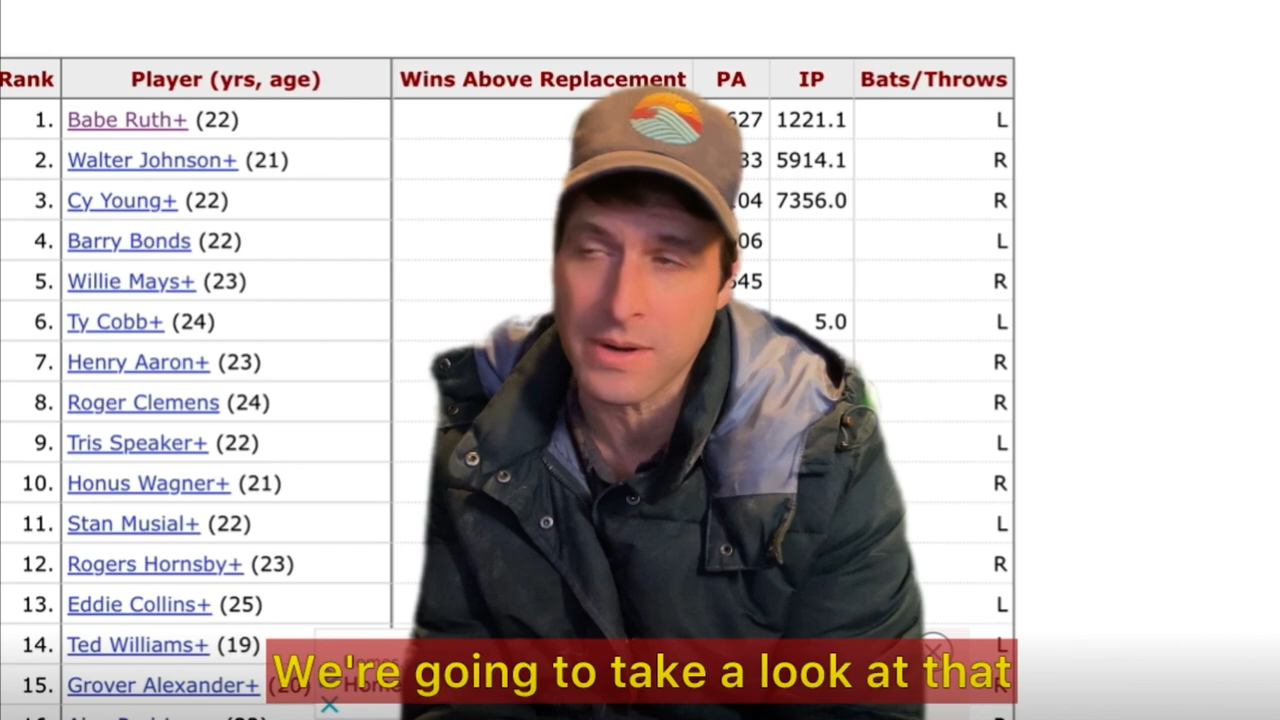 Rank Player (yrs, age) Wins Above Replacement PA IP Bats/Throws
1. Babe Ruth+ (22) 627 1221.1 L
2. Walter Johnson+ (21) 33 5914.1 R
3. Cy Young+ (22) 04 7356.0 R
4. Barry Bonds (22) 06 L
5. Willie Mays+ (23) 645 R
6. Ty Cobb+ (24) 5.0 L
7. Henry Aaron+ (23) R
8. Roger Clemens (24) R
9. Tris Speaker+ (22) L
10. Honus Wagner+ (21) R
11. Stan Musial+ (22) L
12. Rogers Hornsby+ (23) R
13. Eddie Collins+ (25) L
14. Ted Williams+ (19) L
We're going to take a look at that
15. Grover Alexander+ (20) R